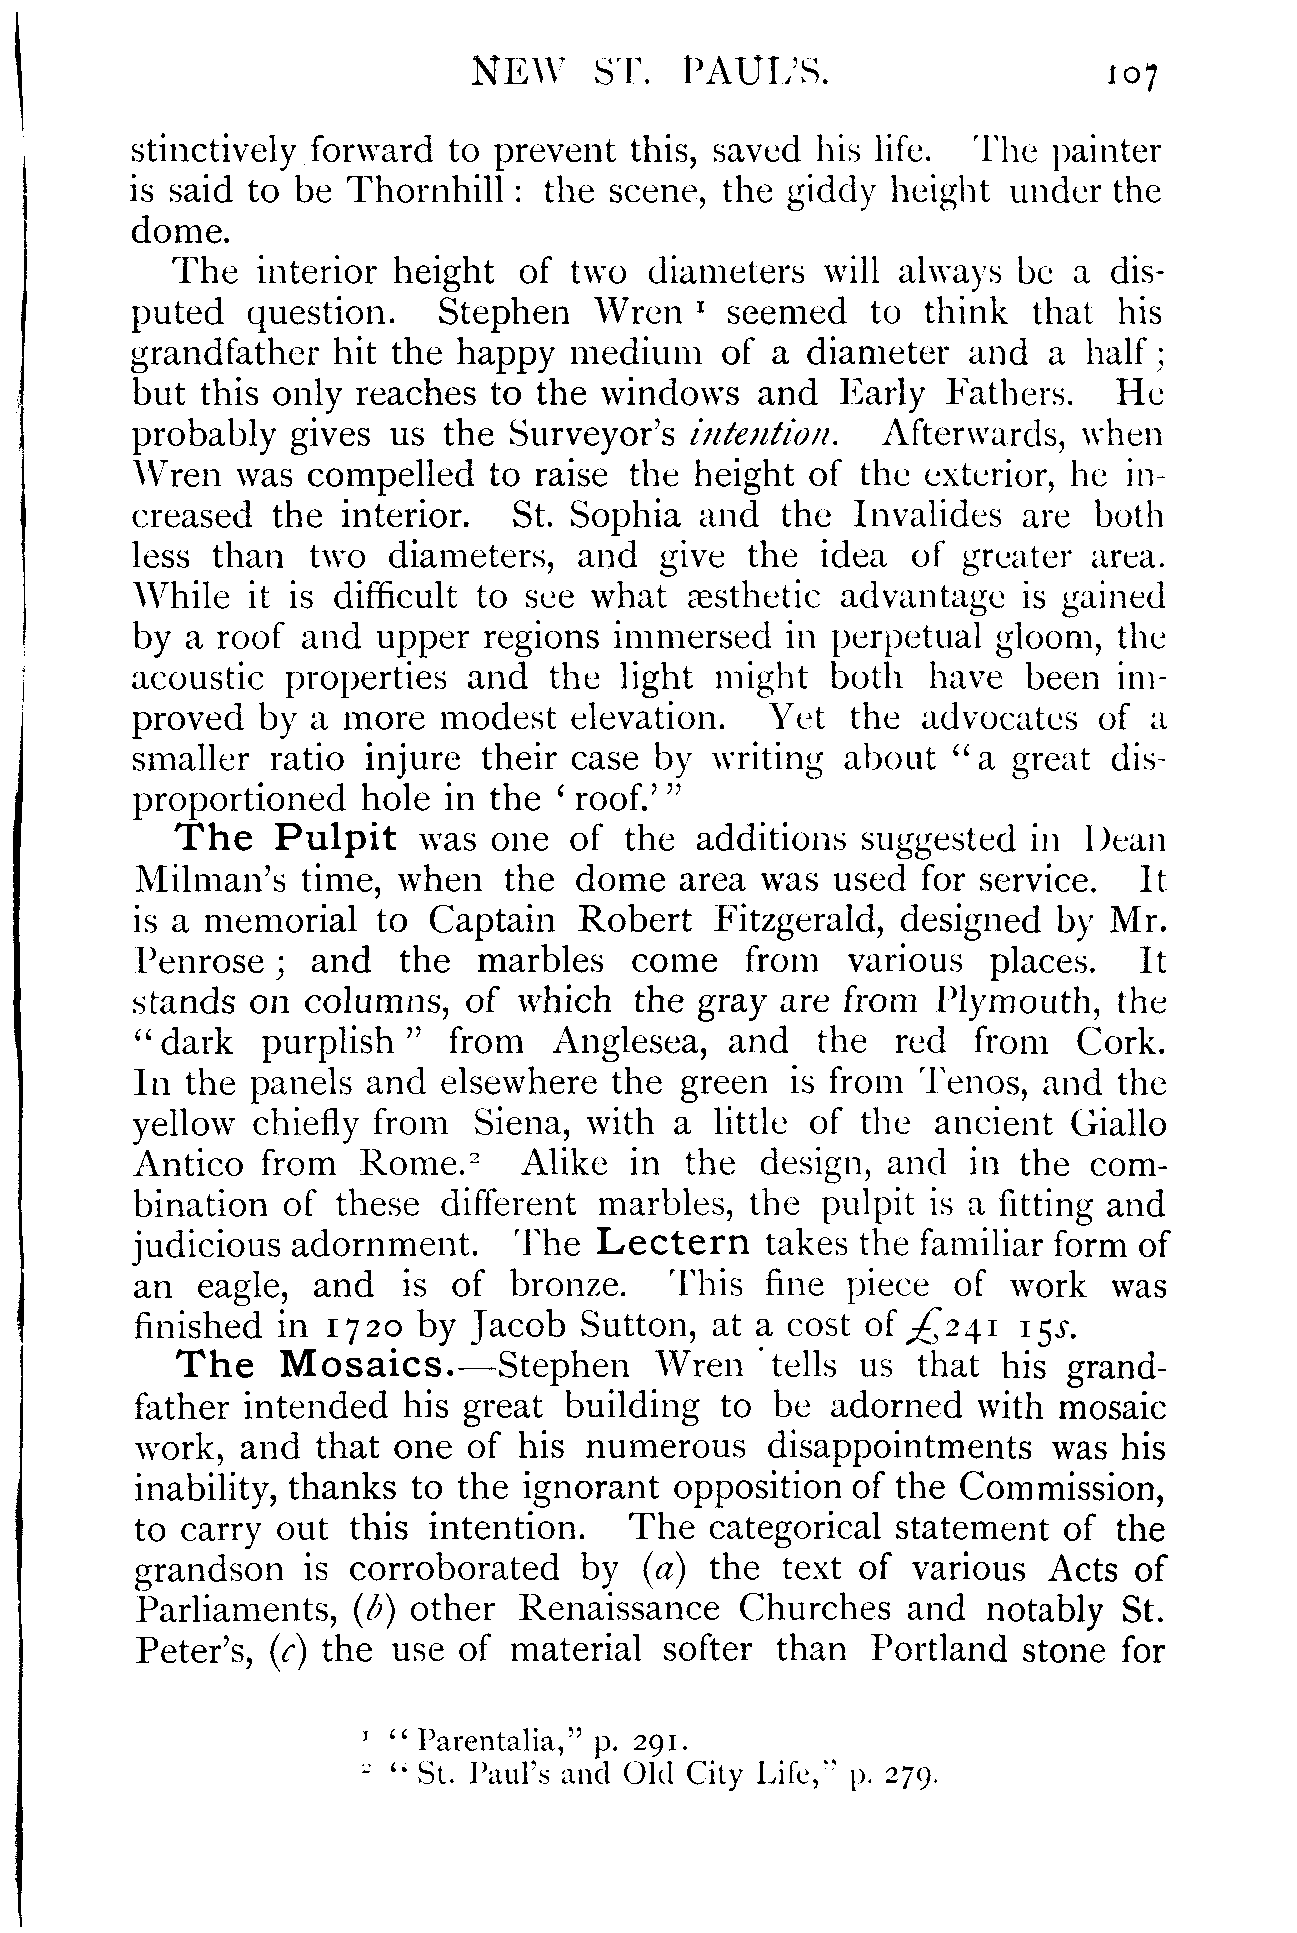 NEW ST. PAUL'S. 107
stinctively forward to prevent this, saved his life. The painter
is said to be Thornhill : the scene, the giddy height under the
dome.
The interior height of two diameters will always be a dis-
puted question. Stephen Wren ¹ seemed to think that his
grandfather hit the happy medium of a diameter and a half ;
but this only reaches to the windows and Early Fathers. He
probably gives us the Surveyor's intention. Afterwards, when
Wren was compelled to raise the height of the exterior, he in-
creased the interior. St. Sophia and the Invalides are both
less than two diameters, and give the idea of greater area.
While it is difficult to see what æsthetic advantage is gained
by a roof and upper regions immersed in perpetual gloom, the
acoustic properties and the light might both have been im-
proved by a more modest elevation. Yet the advocates of a
smaller ratio injure their case by writing about “a great dis-
proportioned hole in the ‘roof.’”
The Pulpit was one of the additions suggested in Dean
Milman's time, when the dome area was used for service. It
is a memorial to Captain Robert Fitzgerald, designed by Mr.
Penrose ; and the marbles come from various places. It
stands on columns, of which the gray are from Plymouth, the
“dark purplish” from Anglesea, and the red from Cork.
In the panels and elsewhere the green is from Tenos, and the
yellow chiefly from Siena, with a little of the ancient Giallo
Antico from Rome.² Alike in the design, and in the com-
bination of these different marbles, the pulpit is a fitting and
judicious adornment. The Lectern takes the familiar form of
an eagle, and is of bronze. This fine piece of work was
finished in 1720 by Jacob Sutton, at a cost of £241 15s.
The Mosaics.—Stephen Wren tells us that his grand-
father intended his great building to be adorned with mosaic
work, and that one of his numerous disappointments was his
inability, thanks to the ignorant opposition of the Commission,
to carry out this intention. The categorical statement of the
grandson is corroborated by (a) the text of various Acts of
Parliaments, (b) other Renaissance Churches and notably St.
Peter's, (c) the use of material softer than Portland stone for
¹ “Parentalia,” p. 291.
² “St. Paul's and Old City Life,” p. 279.